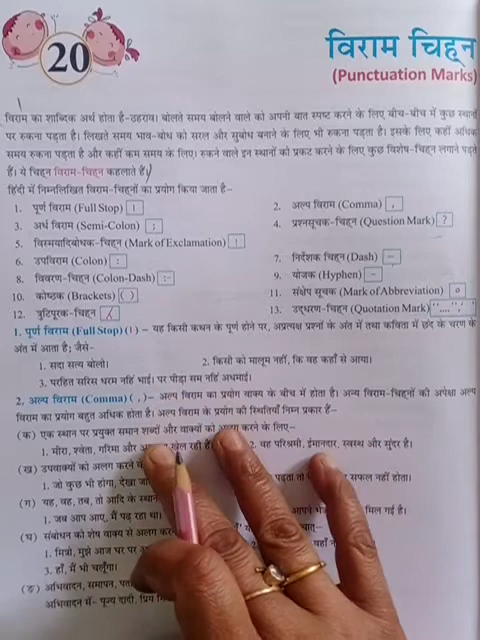 20
विराम चिह्न
(Punctuation Marks)
विराम का शाब्दिक अर्थ होता है-ठहराव। बोलते समय बोलने वाले को अपनी बात स्पष्ट करने के लिए बीच-बीच में कुछ स्थानों
पर रुकना पड़ता है। लिखते समय भाव-बोध को सरल और सुबोध बनाने के लिए भी रुकना पड़ता है। इसके लिए कहीं अधिक
समय रुकना पड़ता है और कहीं कम समय के लिए। रुकने वाले इन स्थानों को प्रकट करने के लिए कुछ विशेष-चिह्न लगाने पड़ते
हैं। ये चिह्न विराम-चिह्न कहलाते हैं।
हिंदी में निम्नलिखित विराम-चिह्नों का प्रयोग किया जाता है–
1. पूर्ण विराम (Full Stop) ।
2. अल्प विराम (Comma) ,
3. अर्ध विराम (Semi-Colon) ;
4. प्रश्नसूचक-चिह्न (Question Mark) ?
5. विस्मयादिबोधक-चिह्न (Mark of Exclamation) !
6. उपविराम (Colon) :
7. निर्देशक चिह्न (Dash) –
8. विवरण-चिह्न (Colon-Dash) :-
9. योजक (Hyphen) -
10. कोष्ठक (Brackets) ( )
11. संक्षेप सूचक (Mark of Abbreviation) o
12. त्रुटिपूरक-चिह्न
13. उद्धरण-चिह्न (Quotation Mark) "....",'....'
1. पूर्ण विराम (Full Stop) (।) – यह किसी कथन के पूर्ण होने पर, अप्रत्यक्ष प्रश्नों के अंत में तथा कविता में छंद के चरण के
अंत में आता है; जैसे-
1. सदा सत्य बोलो।
2. किसी को मालूम नहीं, कि वह कहाँ से आया।
3. परहित सरिस धरम नहिं भाई। पर पीड़ा सम नहिं अधमाई।
2. अल्प विराम (Comma) ( , )– अल्प विराम का प्रयोग वाक्य के बीच में होता है। अन्य विराम-चिह्नों की अपेक्षा अल्प
विराम का प्रयोग बहुत अधिक होता है। अल्प विराम के प्रयोग की स्थितियाँ निम्न प्रकार हैं–
(क) एक स्थान पर प्रयुक्त समान शब्दों और वाक्यों को अलग करने के लिए-
1. मीरा, श्वेता, गरिमा और खेल रही हैं। 2. वह परिश्रमी, ईमानदार, स्वस्थ और सुंदर है।
(ख) उपवाक्यों को अलग करने के
1. जो कुछ भी होगा, देखा जा पड़ता तो सफल नहीं होता।
(ग) यह, वह, तब, तो आदि के स्थान
1. जब आप आए, मैं पढ़ रहा था। आपने मिल गई है।
(घ) संबोधन को शेष वाक्य से अलग करने
1. मित्रो, मुझे आज घर पर
3. हाँ, मैं भी चलूँगा।
(ङ) अभिवादन, समापन,
अभिवादन में- पूज्य दादी, प्रिय